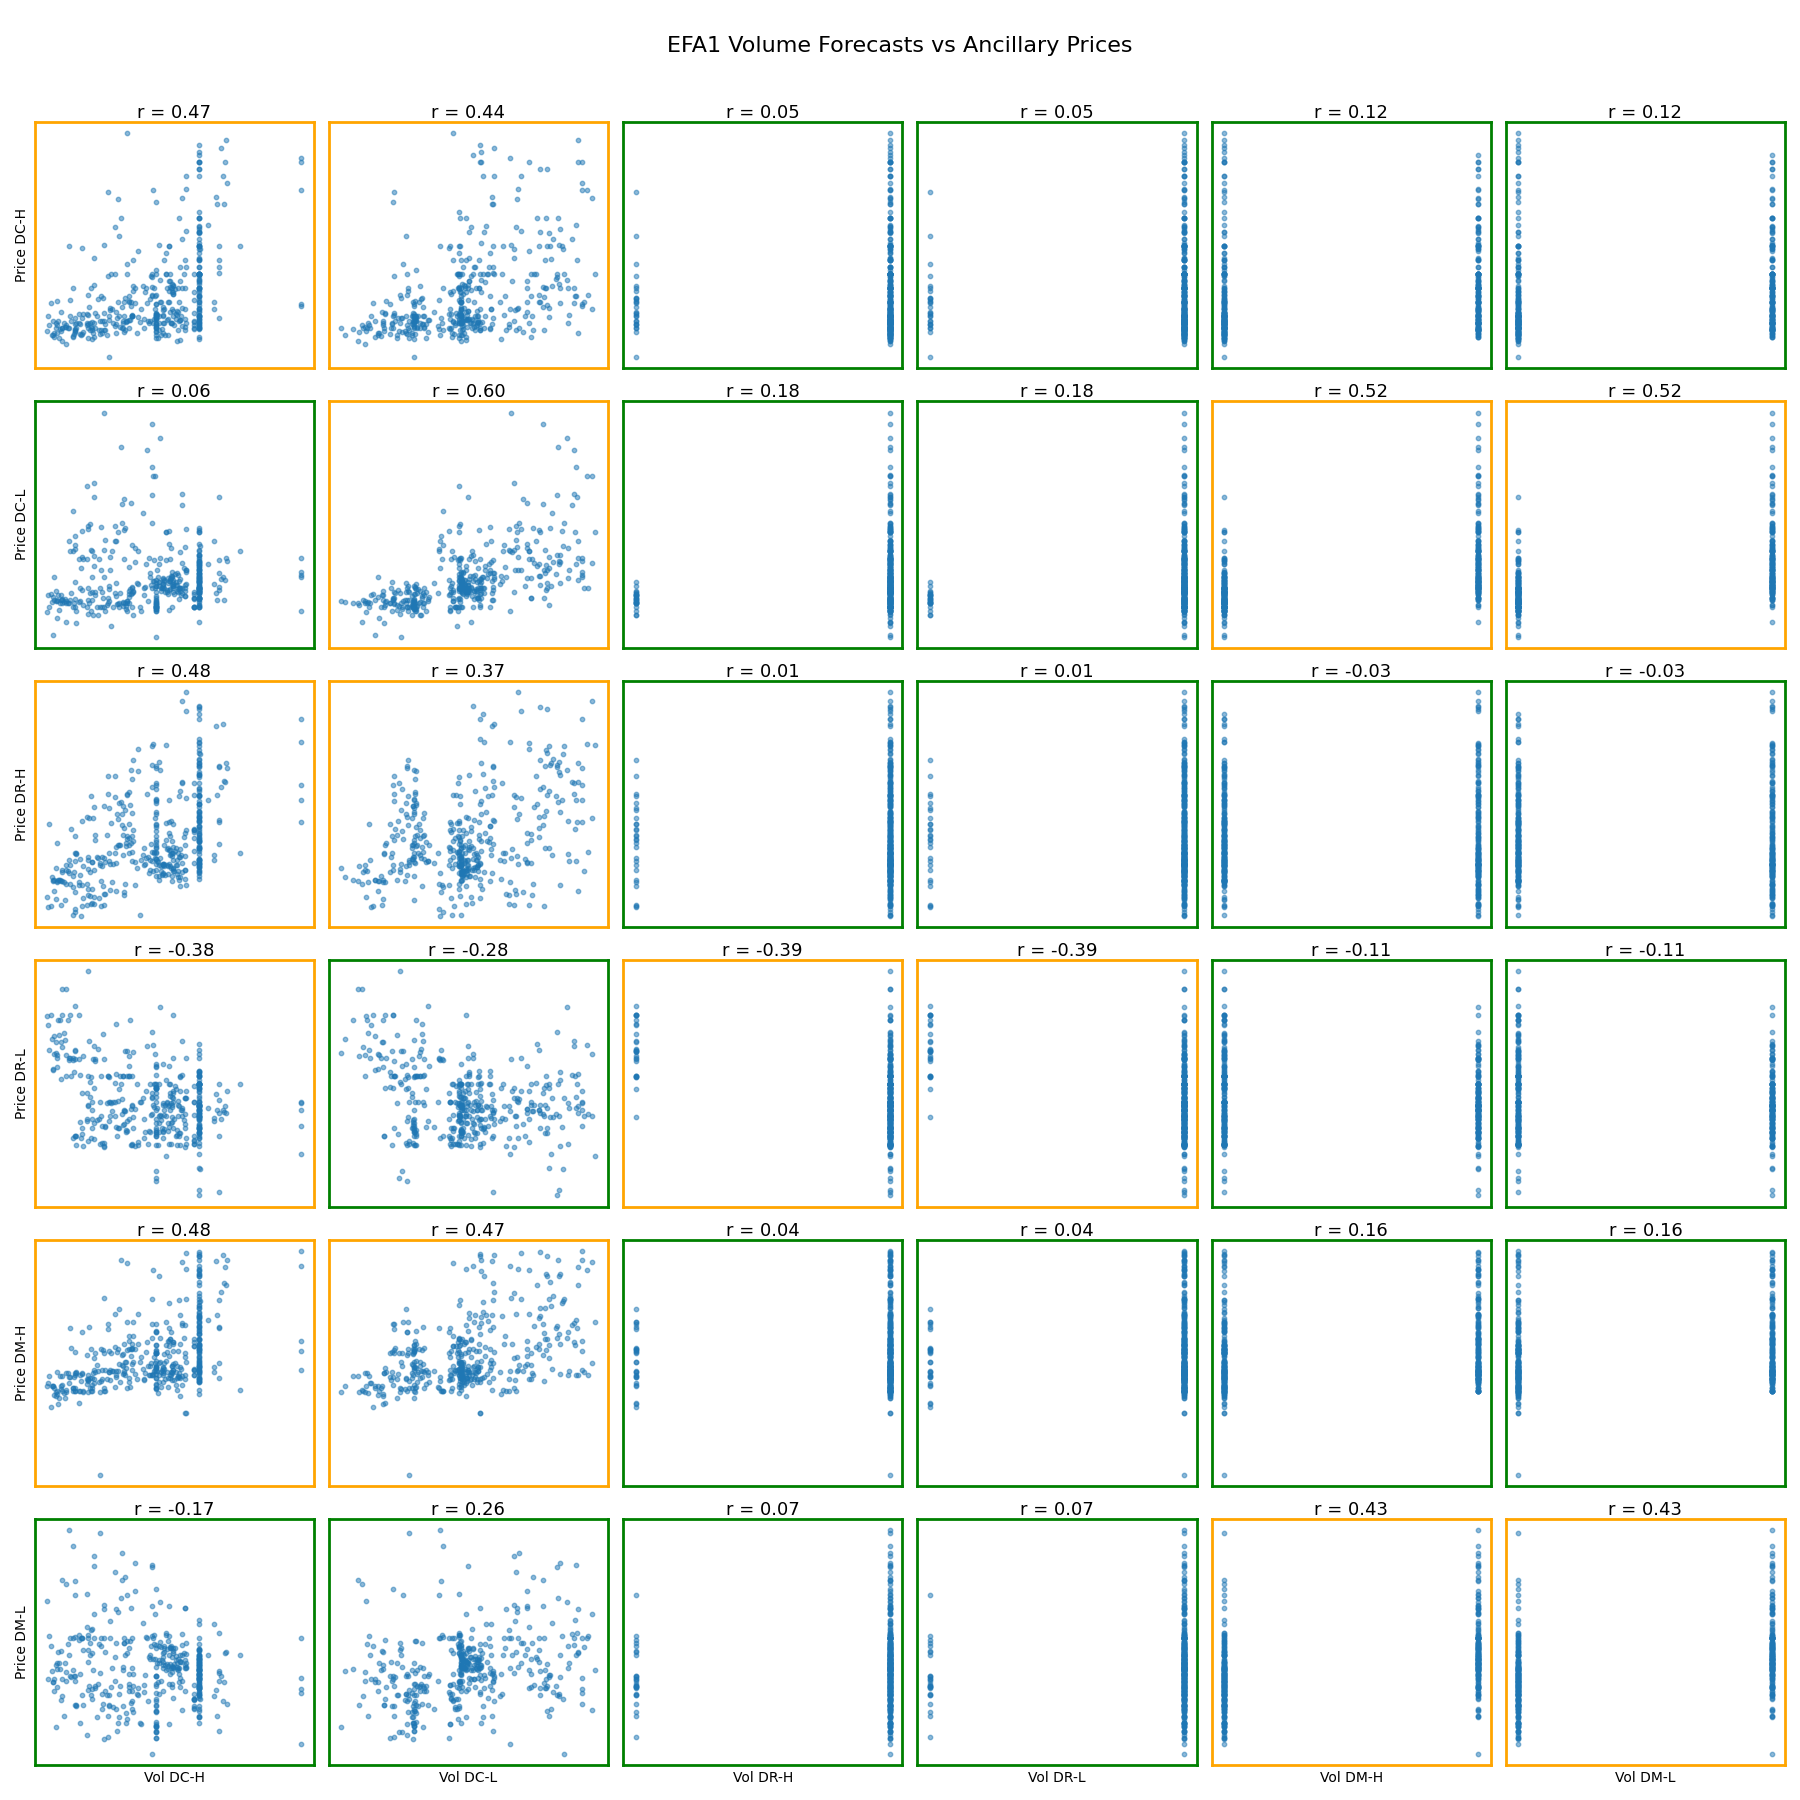 EFA1 Volume Forecasts vs Ancillary Prices
r = 0.47 r = 0.44 r = 0.05 r = 0.05 r = 0.12 r = 0.12
Price DC-H
r = 0.06 r = 0.60 r = 0.18 r = 0.18 r = 0.52 r = 0.52
Price DC-L
r = 0.48 r = 0.37 r = 0.01 r = 0.01 r = -0.03 r = -0.03
Price DR-H
r = -0.38 r = -0.28 r = -0.39 r = -0.39 r = -0.11 r = -0.11
Price DR-L
r = 0.48 r = 0.47 r = 0.04 r = 0.04 r = 0.16 r = 0.16
Price DM-H
r = -0.17 r = 0.26 r = 0.07 r = 0.07 r = 0.43 r = 0.43
Price DM-L
Vol DC-H Vol DC-L Vol DR-H Vol DR-L Vol DM-H Vol DM-L